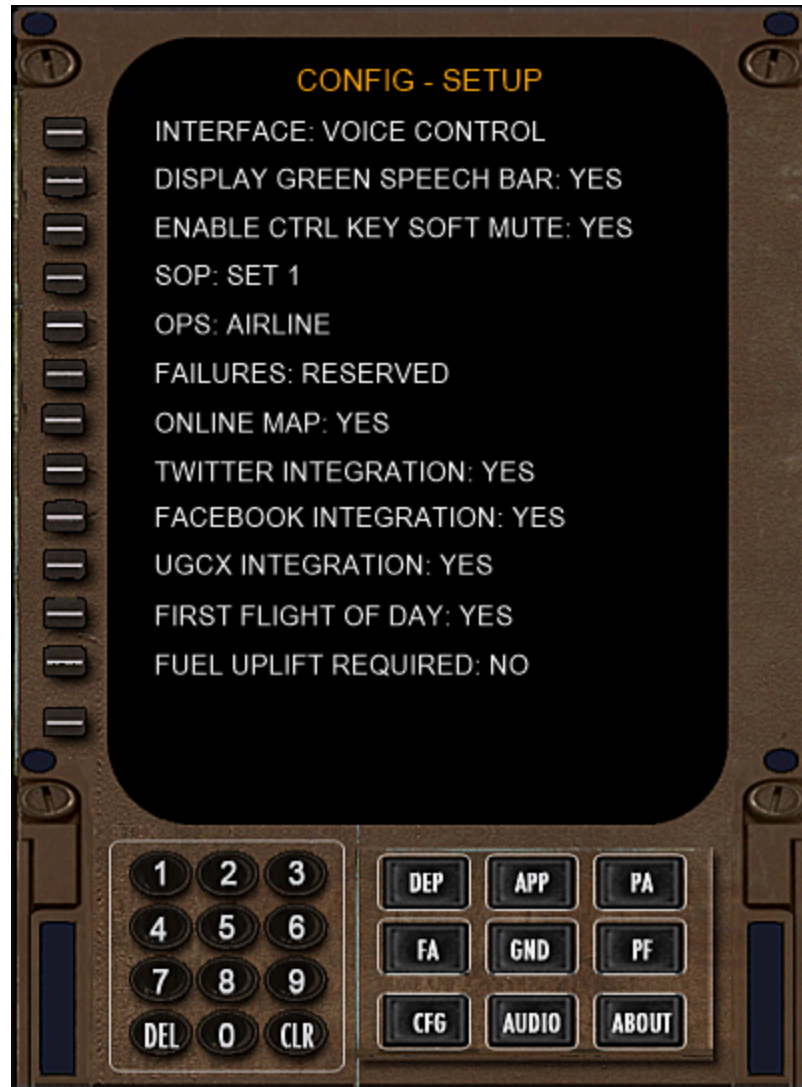 CONFIG - SETUP
INTERFACE: VOICE CONTROL
DISPLAY GREEN SPEECH BAR: YES
ENABLE CTRL KEY SOFT MUTE: YES
SOP: SET 1
OPS: AIRLINE
FAILURES: RESERVED
ONLINE MAP: YES
TWITTER INTEGRATION: YES
FACEBOOK INTEGRATION: YES
UGCX INTEGRATION: YES
FIRST FLIGHT OF DAY: YES
FUEL UPLIFT REQUIRED: NO
1 2 3
4 5 6
7 8 9
DEL 0 CLR
DEP APP PA
FA GND PF
CFG AUDIO ABOUT